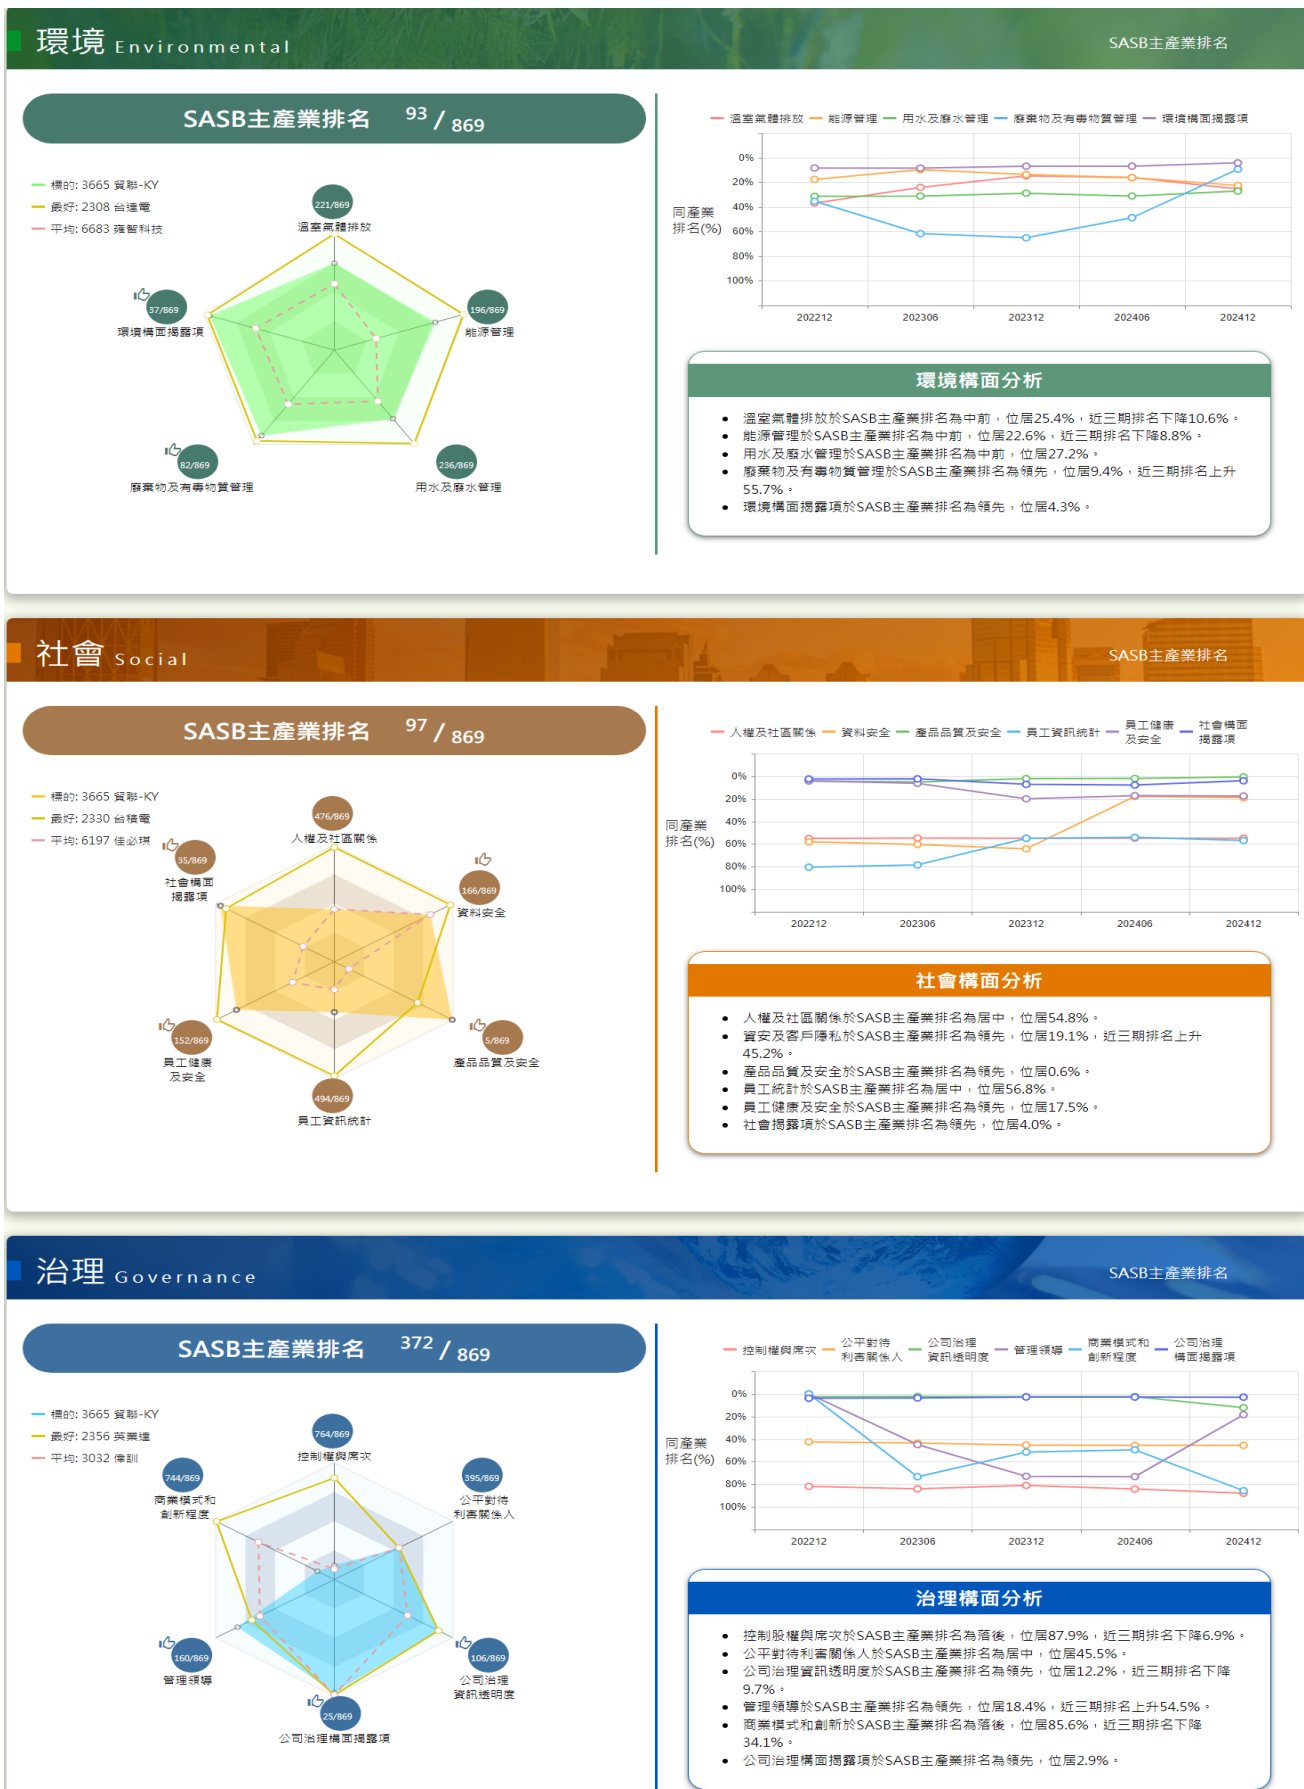 環境 Environmental
SASB主產業排名
SASB主產業排名 93 / 869
標的: 3665 貿聯-KY
最好: 2308 台達電
平均: 6683 雍智科技
221/869
溫室氣體排放
196/869
能源管理
236/869
用水及廢水管理
82/869
廢棄物及有毒物質管理
37/869
環境構面揭露項
溫室氣體排放 能源管理 用水及廢水管理 廢棄物及有毒物質管理 環境構面揭露項
同產業
排名(%)
0%
20%
40%
60%
80%
100%
202212 202306 202312 202406 202412
環境構面分析
• 溫室氣體排放於SASB主產業排名為中前，位居25.4%，近三期排名下降10.6%。
• 能源管理於SASB主產業排名為中前，位居22.6%，近三期排名下降8.8%。
• 用水及廢水管理於SASB主產業排名為中前，位居27.2%。
• 廢棄物及有毒物質管理於SASB主產業排名為領先，位居9.4%，近三期排名上升
55.7%。
• 環境構面揭露項於SASB主產業排名為領先，位居4.3%。
社會 Social
SASB主產業排名
SASB主產業排名 97 / 869
標的: 3665 貿聯-KY
最好: 2330 台積電
平均: 6197 佳必琪
476/869
人權及社區關係
166/869
資料安全
5/869
產品品質及安全
494/869
員工資訊統計
152/869
員工健康
及安全
35/869
社會構面
揭露項
人權及社區關係 資料安全 產品品質及安全 員工資訊統計 員工健康
及安全 社會構面
揭露項
同產業
排名(%)
0%
20%
40%
60%
80%
100%
202212 202306 202312 202406 202412
社會構面分析
• 人權及社區關係於SASB主產業排名為居中，位居54.8%。
• 資安及客戶隱私於SASB主產業排名為領先，位居19.1%，近三期排名上升
45.2%。
• 產品品質及安全於SASB主產業排名為領先，位居0.6%。
• 員工統計於SASB主產業排名為居中，位居56.8%。
• 員工健康及安全於SASB主產業排名為領先，位居17.5%。
• 社會揭露項於SASB主產業排名為領先，位居4.0%。
治理 Governance
SASB主產業排名
SASB主產業排名 372 / 869
標的: 3665 貿聯-KY
最好: 2356 英業達
平均: 3032 偉訓
764/869
控制權與席次
395/869
公平對待
利害關係人
106/869
公司治理
資訊透明度
25/869
公司治理構面揭露項
160/869
管理領導
744/869
商業模式和
創新程度
控制權與席次 公平對待
利害關係人 公司治理
資訊透明度 管理領導 商業模式和
創新程度 公司治理
構面揭露項
同產業
排名(%)
0%
20%
40%
60%
80%
100%
202212 202306 202312 202406 202412
治理構面分析
• 控制股權與席次於SASB主產業排名為落後，位居87.9%，近三期排名下降6.9%。
• 公平對待利害關係人於SASB主產業排名為居中，位居45.5%。
• 公司治理資訊透明度於SASB主產業排名為領先，位居12.2%，近三期排名下降
9.7%。
• 管理領導於SASB主產業排名為領先，位居18.4%，近三期排名上升54.5%。
• 商業模式和創新於SASB主產業排名為落後，位居85.6%，近三期排名下降
34.1%。
• 公司治理構面揭露項於SASB主產業排名為領先，位居2.9%。